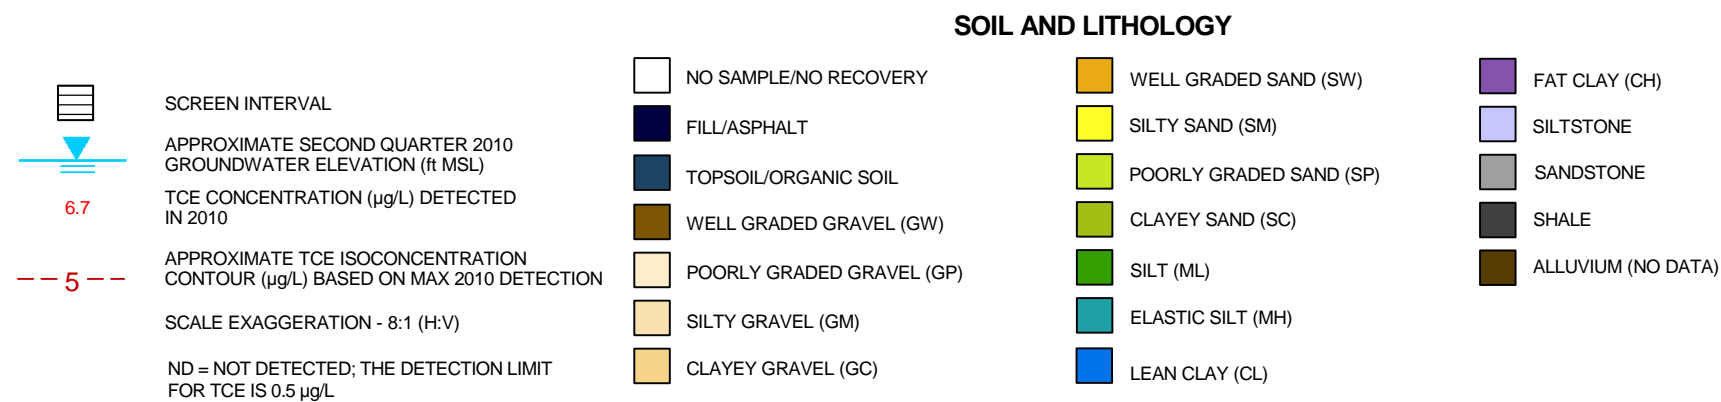 SOIL AND LITHOLOGY
SCREEN INTERVAL
APPROXIMATE SECOND QUARTER 2010
GROUNDWATER ELEVATION (ft MSL)
6.7
TCE CONCENTRATION (µg/L) DETECTED
IN 2010
5
APPROXIMATE TCE ISOCONCENTRATION
CONTOUR (µg/L) BASED ON MAX 2010 DETECTION
SCALE EXAGGERATION - 8:1 (H:V)
ND = NOT DETECTED; THE DETECTION LIMIT
FOR TCE IS 0.5 µg/L
NO SAMPLE/NO RECOVERY
FILL/ASPHALT
TOPSOIL/ORGANIC SOIL
WELL GRADED GRAVEL (GW)
POORLY GRADED GRAVEL (GP)
SILTY GRAVEL (GM)
CLAYEY GRAVEL (GC)
WELL GRADED SAND (SW)
SILTY SAND (SM)
POORLY GRADED SAND (SP)
CLAYEY SAND (SC)
SILT (ML)
ELASTIC SILT (MH)
LEAN CLAY (CL)
FAT CLAY (CH)
SILTSTONE
SANDSTONE
SHALE
ALLUVIUM (NO DATA)